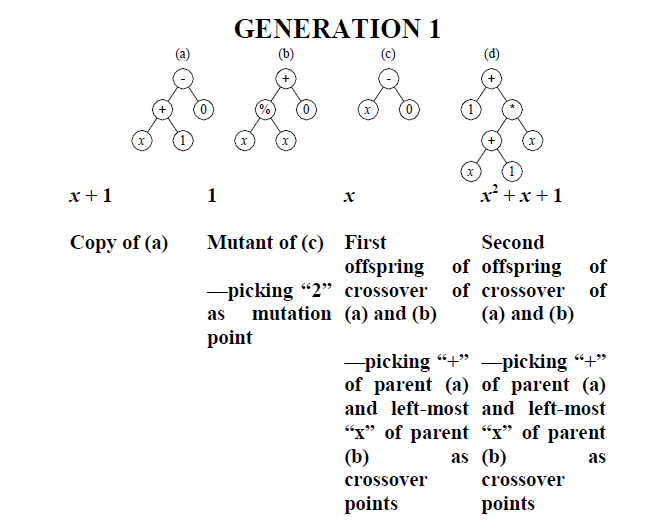 GENERATION 1
(a) (b) (c) (d)
- + - +
+ 0 % 0 x 0 1 *
x 1 x x + x
x 1
x + 1 1 x x² + x + 1
Copy of (a)
Mutant of (c)
—picking “2”
as mutation
point
First
offspring of
crossover of
(a) and (b)
—picking “+”
of parent (a)
and left-most
“x” of parent
(b) as
crossover
points
Second
offspring of
crossover of
(a) and (b)
—picking “+”
of parent (a)
and left-most
“x” of parent
(b) as
crossover
points